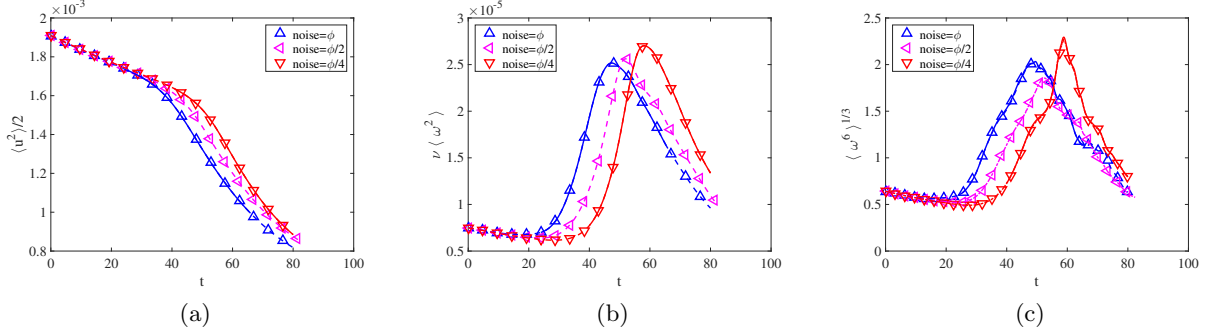 2 ×10⁻³
1.8
1.6
1.4
1.2
1
0.8
⟨u²⟩/2
0 20 40 60 80 100
t
noise=ϕ
noise=ϕ/2
noise=ϕ/4
(a)
3 ×10⁻⁵
2.5
2
1.5
1
0.5
ν ⟨ ω² ⟩
0 20 40 60 80 100
t
noise=ϕ
noise=ϕ/2
noise=ϕ/4
(b)
2.5
2
1.5
1
0.5
0
⟨ ω⁶ ⟩¹ᐟ³
0 20 40 60 80 100
t
noise=ϕ
noise=ϕ/2
noise=ϕ/4
(c)